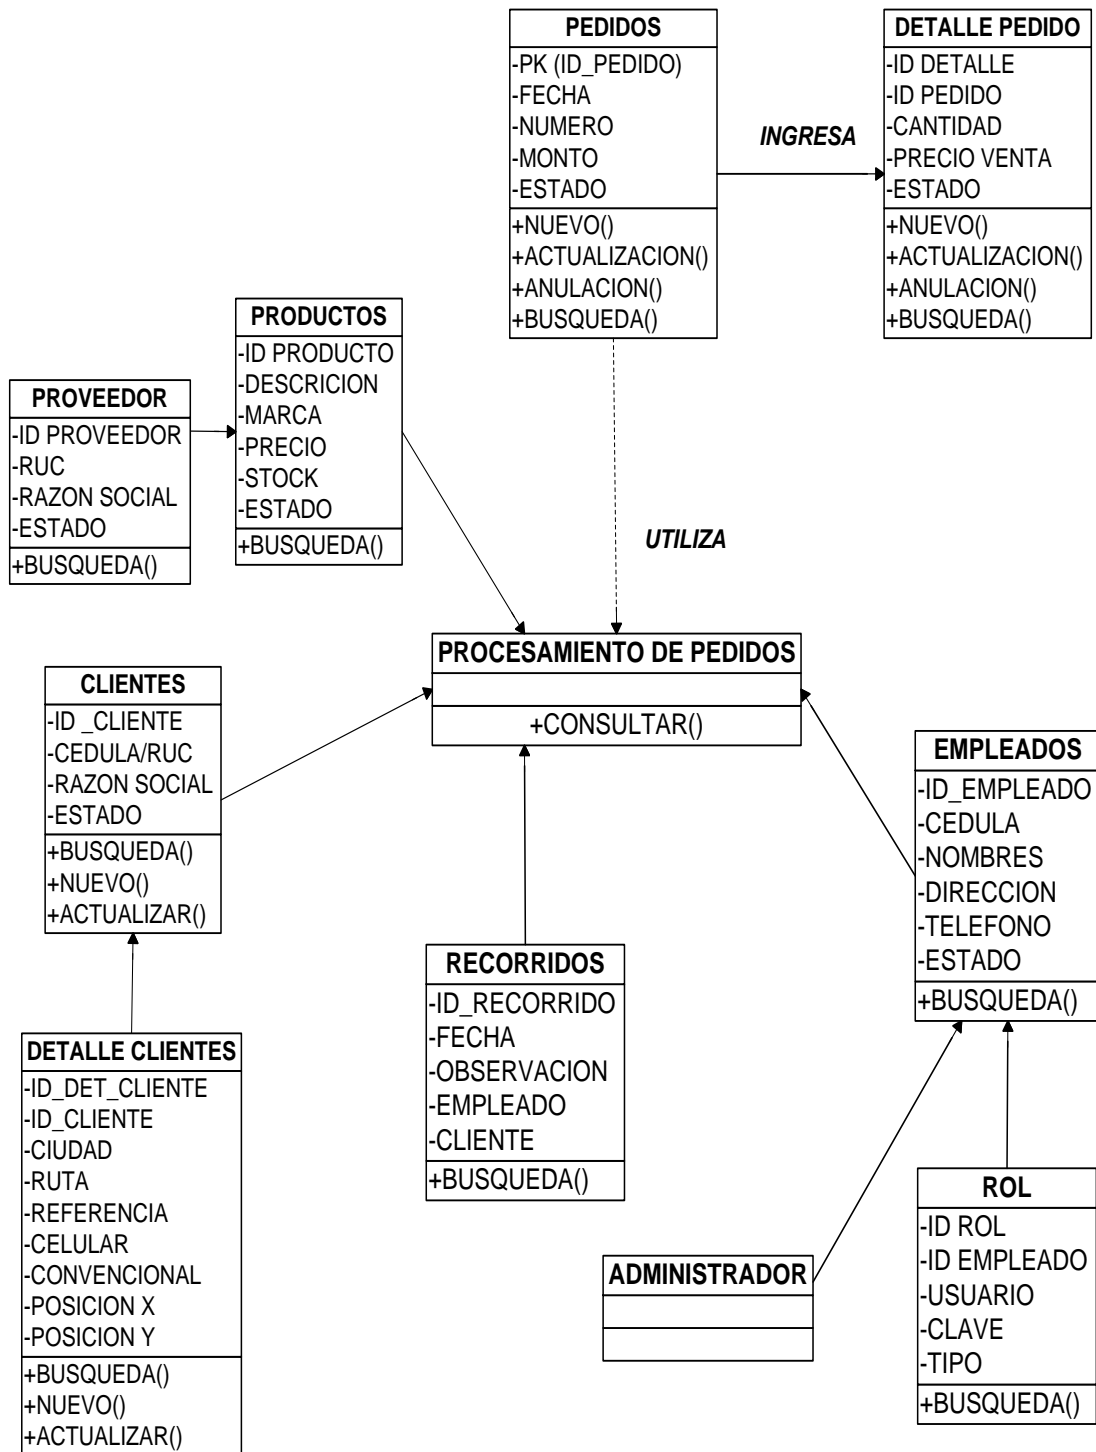 PEDIDOS
-PK (ID_PEDIDO)
-FECHA
-NUMERO
-MONTO
-ESTADO
+NUEVO()
+ACTUALIZACION()
+ANULACION()
+BUSQUEDA()
INGRESA
DETALLE PEDIDO
-ID DETALLE
-ID PEDIDO
-CANTIDAD
-PRECIO VENTA
-ESTADO
+NUEVO()
+ACTUALIZACION()
+ANULACION()
+BUSQUEDA()
PRODUCTOS
-ID PRODUCTO
-DESCRICION
-MARCA
-PRECIO
-STOCK
-ESTADO
+BUSQUEDA()
PROVEEDOR
-ID PROVEEDOR
-RUC
-RAZON SOCIAL
-ESTADO
+BUSQUEDA()
UTILIZA
PROCESAMIENTO DE PEDIDOS
+CONSULTAR()
CLIENTES
-ID _CLIENTE
-CEDULA/RUC
-RAZON SOCIAL
-ESTADO
+BUSQUEDA()
+NUEVO()
+ACTUALIZAR()
EMPLEADOS
-ID_EMPLEADO
-CEDULA
-NOMBRES
-DIRECCION
-TELEFONO
-ESTADO
+BUSQUEDA()
RECORRIDOS
-ID_RECORRIDO
-FECHA
-OBSERVACION
-EMPLEADO
-CLIENTE
+BUSQUEDA()
DETALLE CLIENTES
-ID_DET_CLIENTE
-ID_CLIENTE
-CIUDAD
-RUTA
-REFERENCIA
-CELULAR
-CONVENCIONAL
-POSICION X
-POSICION Y
+BUSQUEDA()
+NUEVO()
+ACTUALIZAR()
ADMINISTRADOR
ROL
-ID ROL
-ID EMPLEADO
-USUARIO
-CLAVE
-TIPO
+BUSQUEDA()